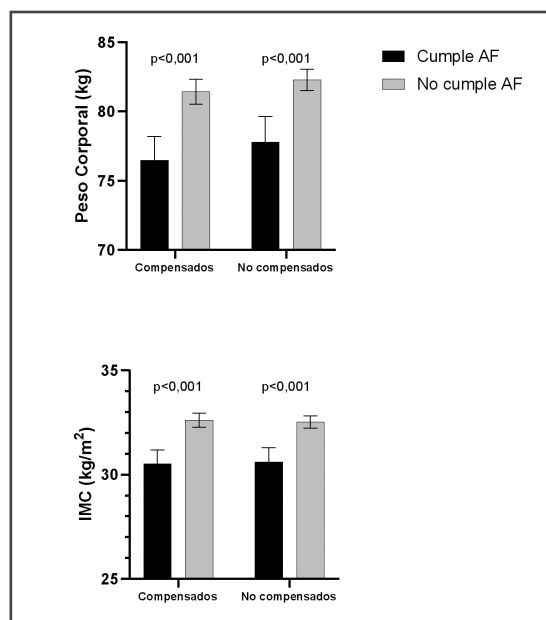 Peso Corporal (kg)
85
80
75
70
p<0,001
p<0,001
Compensados
No compensados
Cumple AF
No cumple AF
IMC (kg/m²)
35
30
25
p<0,001
p<0,001
Compensados
No compensados